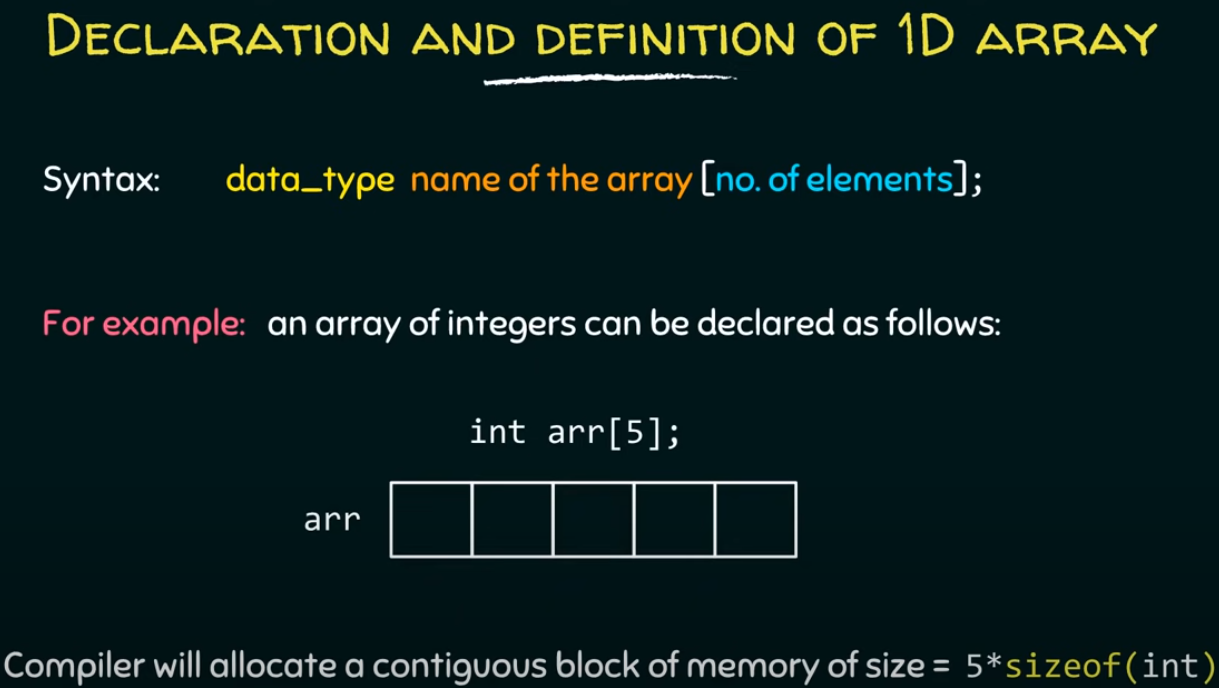 DECLARATION AND DEFINITION OF 1D ARRAY
Syntax: data_type name of the array [no. of elements];
For example: an array of integers can be declared as follows:
int arr[5];
arr
Compiler will allocate a contiguous block of memory of size = 5*sizeof(int)